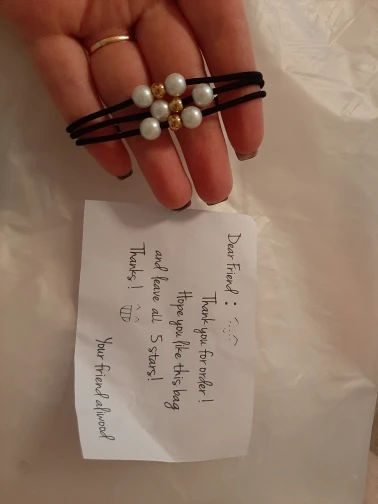 Dear Friend :
Thank you for order !
Hope you like this bag
and leave all 5 stars!
Thanks !
Your friend aliwood